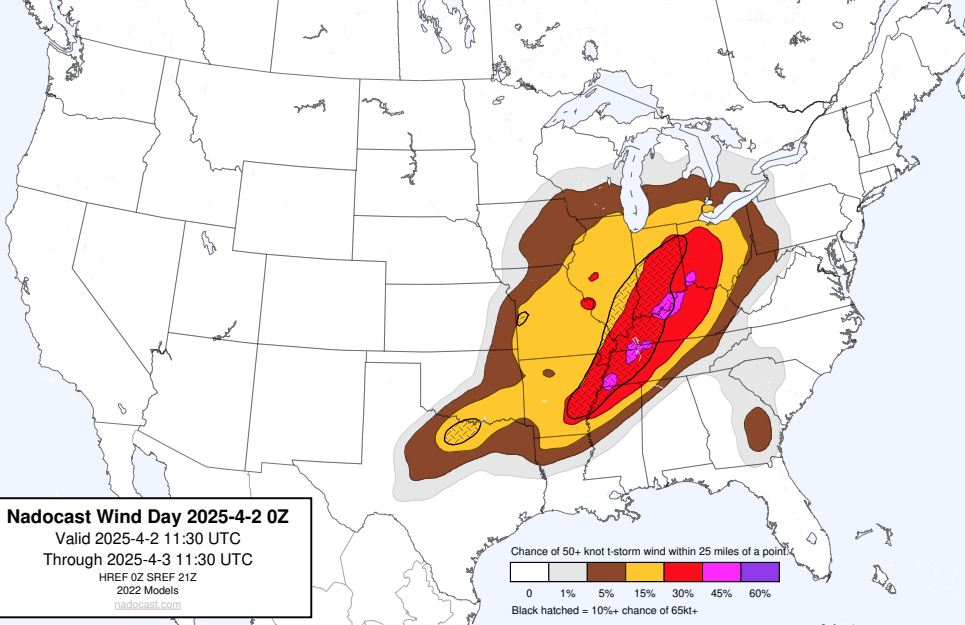 Nadocast Wind Day 2025-4-2 0Z
Valid 2025-4-2 11:30 UTC
Through 2025-4-3 11:30 UTC
HREF 0Z SREF 21Z
2022 Models
nadocast.com
Chance of 50+ knot t-storm wind within 25 miles of a point.
0 1% 5% 15% 30% 45% 60%
Black hatched = 10%+ chance of 65kt+